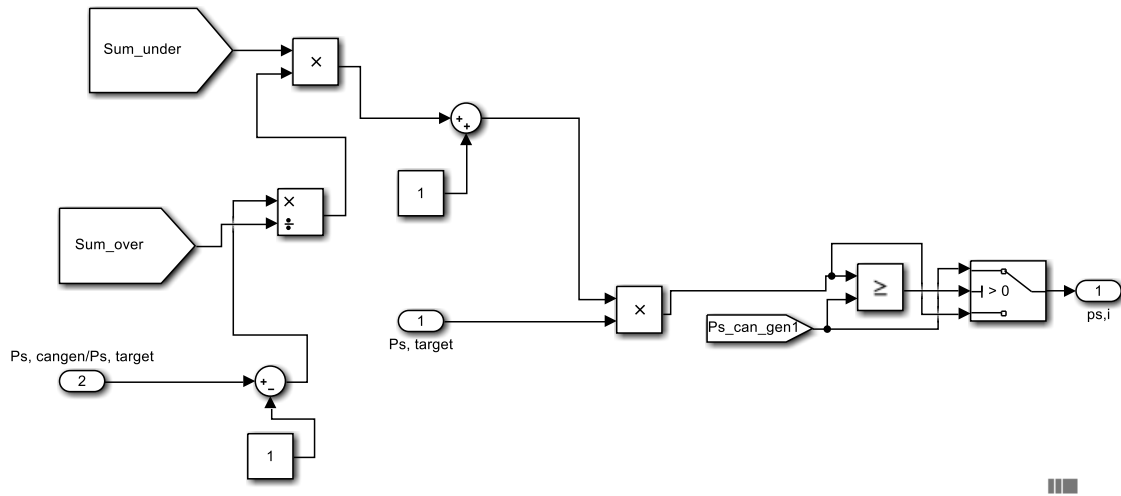 Sum_under
×
+
+
1
×
÷
Sum_over
≥
> 0
1
ps,i
×
Ps_can_gen1
1
Ps, target
Ps, cangen/Ps, target
2
+
−
1